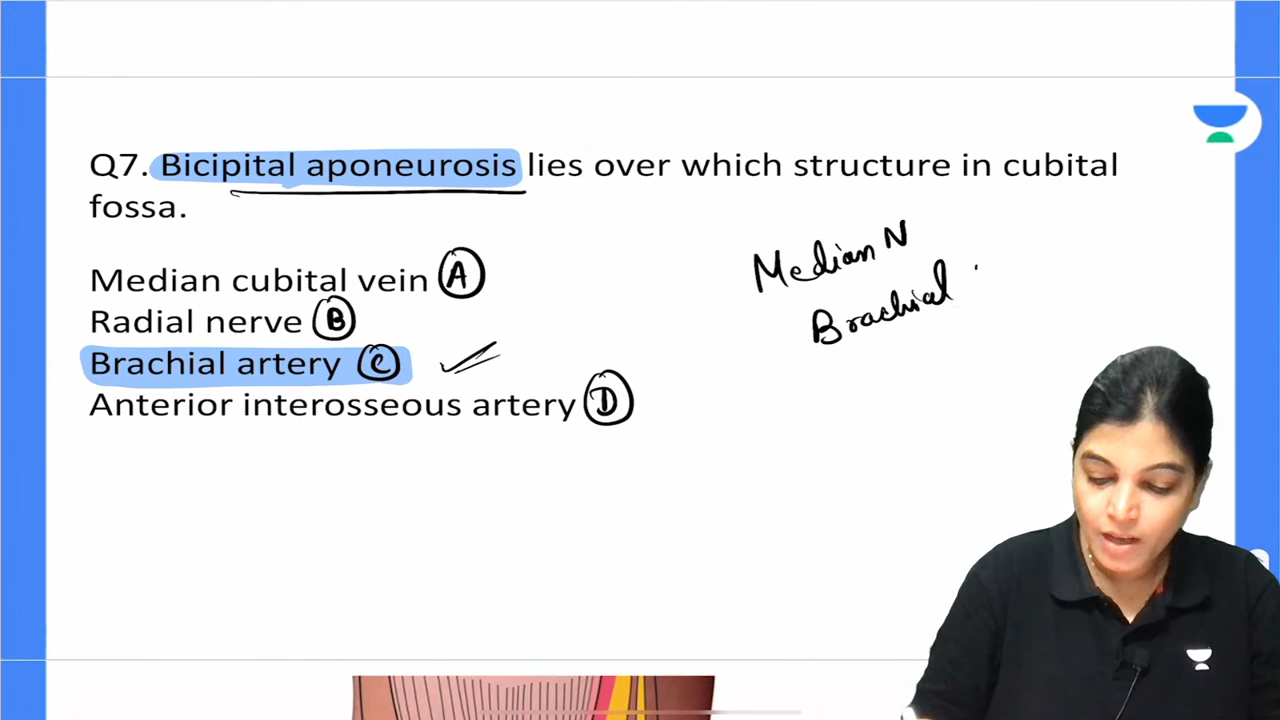 Q7. Bicipital aponeurosis lies over which structure in cubital
fossa.
Median cubital vein A
Radial nerve B
Brachial artery C
Anterior interosseous artery D
Median N
Brachial